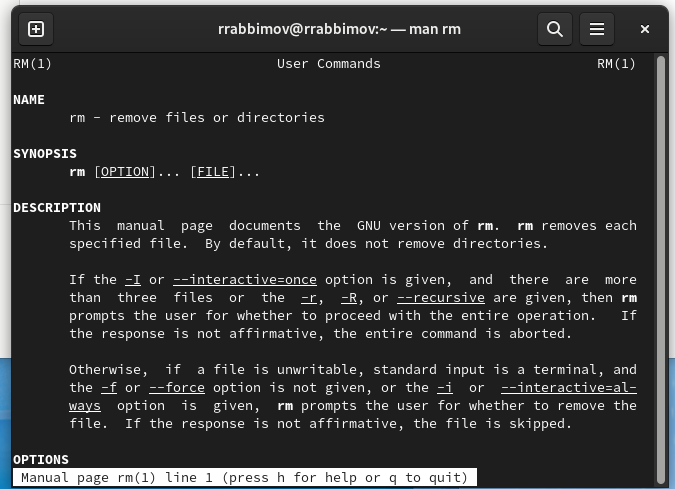 rrabbimov@rrabbimov:~ — man rm
RM(1) User Commands RM(1)
NAME
rm - remove files or directories
SYNOPSIS
rm [OPTION]... [FILE]...
DESCRIPTION
This manual page documents the GNU version of rm. rm removes each
specified file. By default, it does not remove directories.
If the -I or --interactive=once option is given, and there are more
than three files or the -r, -R, or --recursive are given, then rm
prompts the user for whether to proceed with the entire operation. If
the response is not affirmative, the entire command is aborted.
Otherwise, if a file is unwritable, standard input is a terminal, and
the -f or --force option is not given, or the -i or --interactive=al-
ways option is given, rm prompts the user for whether to remove the
file. If the response is not affirmative, the file is skipped.
OPTIONS
Manual page rm(1) line 1 (press h for help or q to quit)